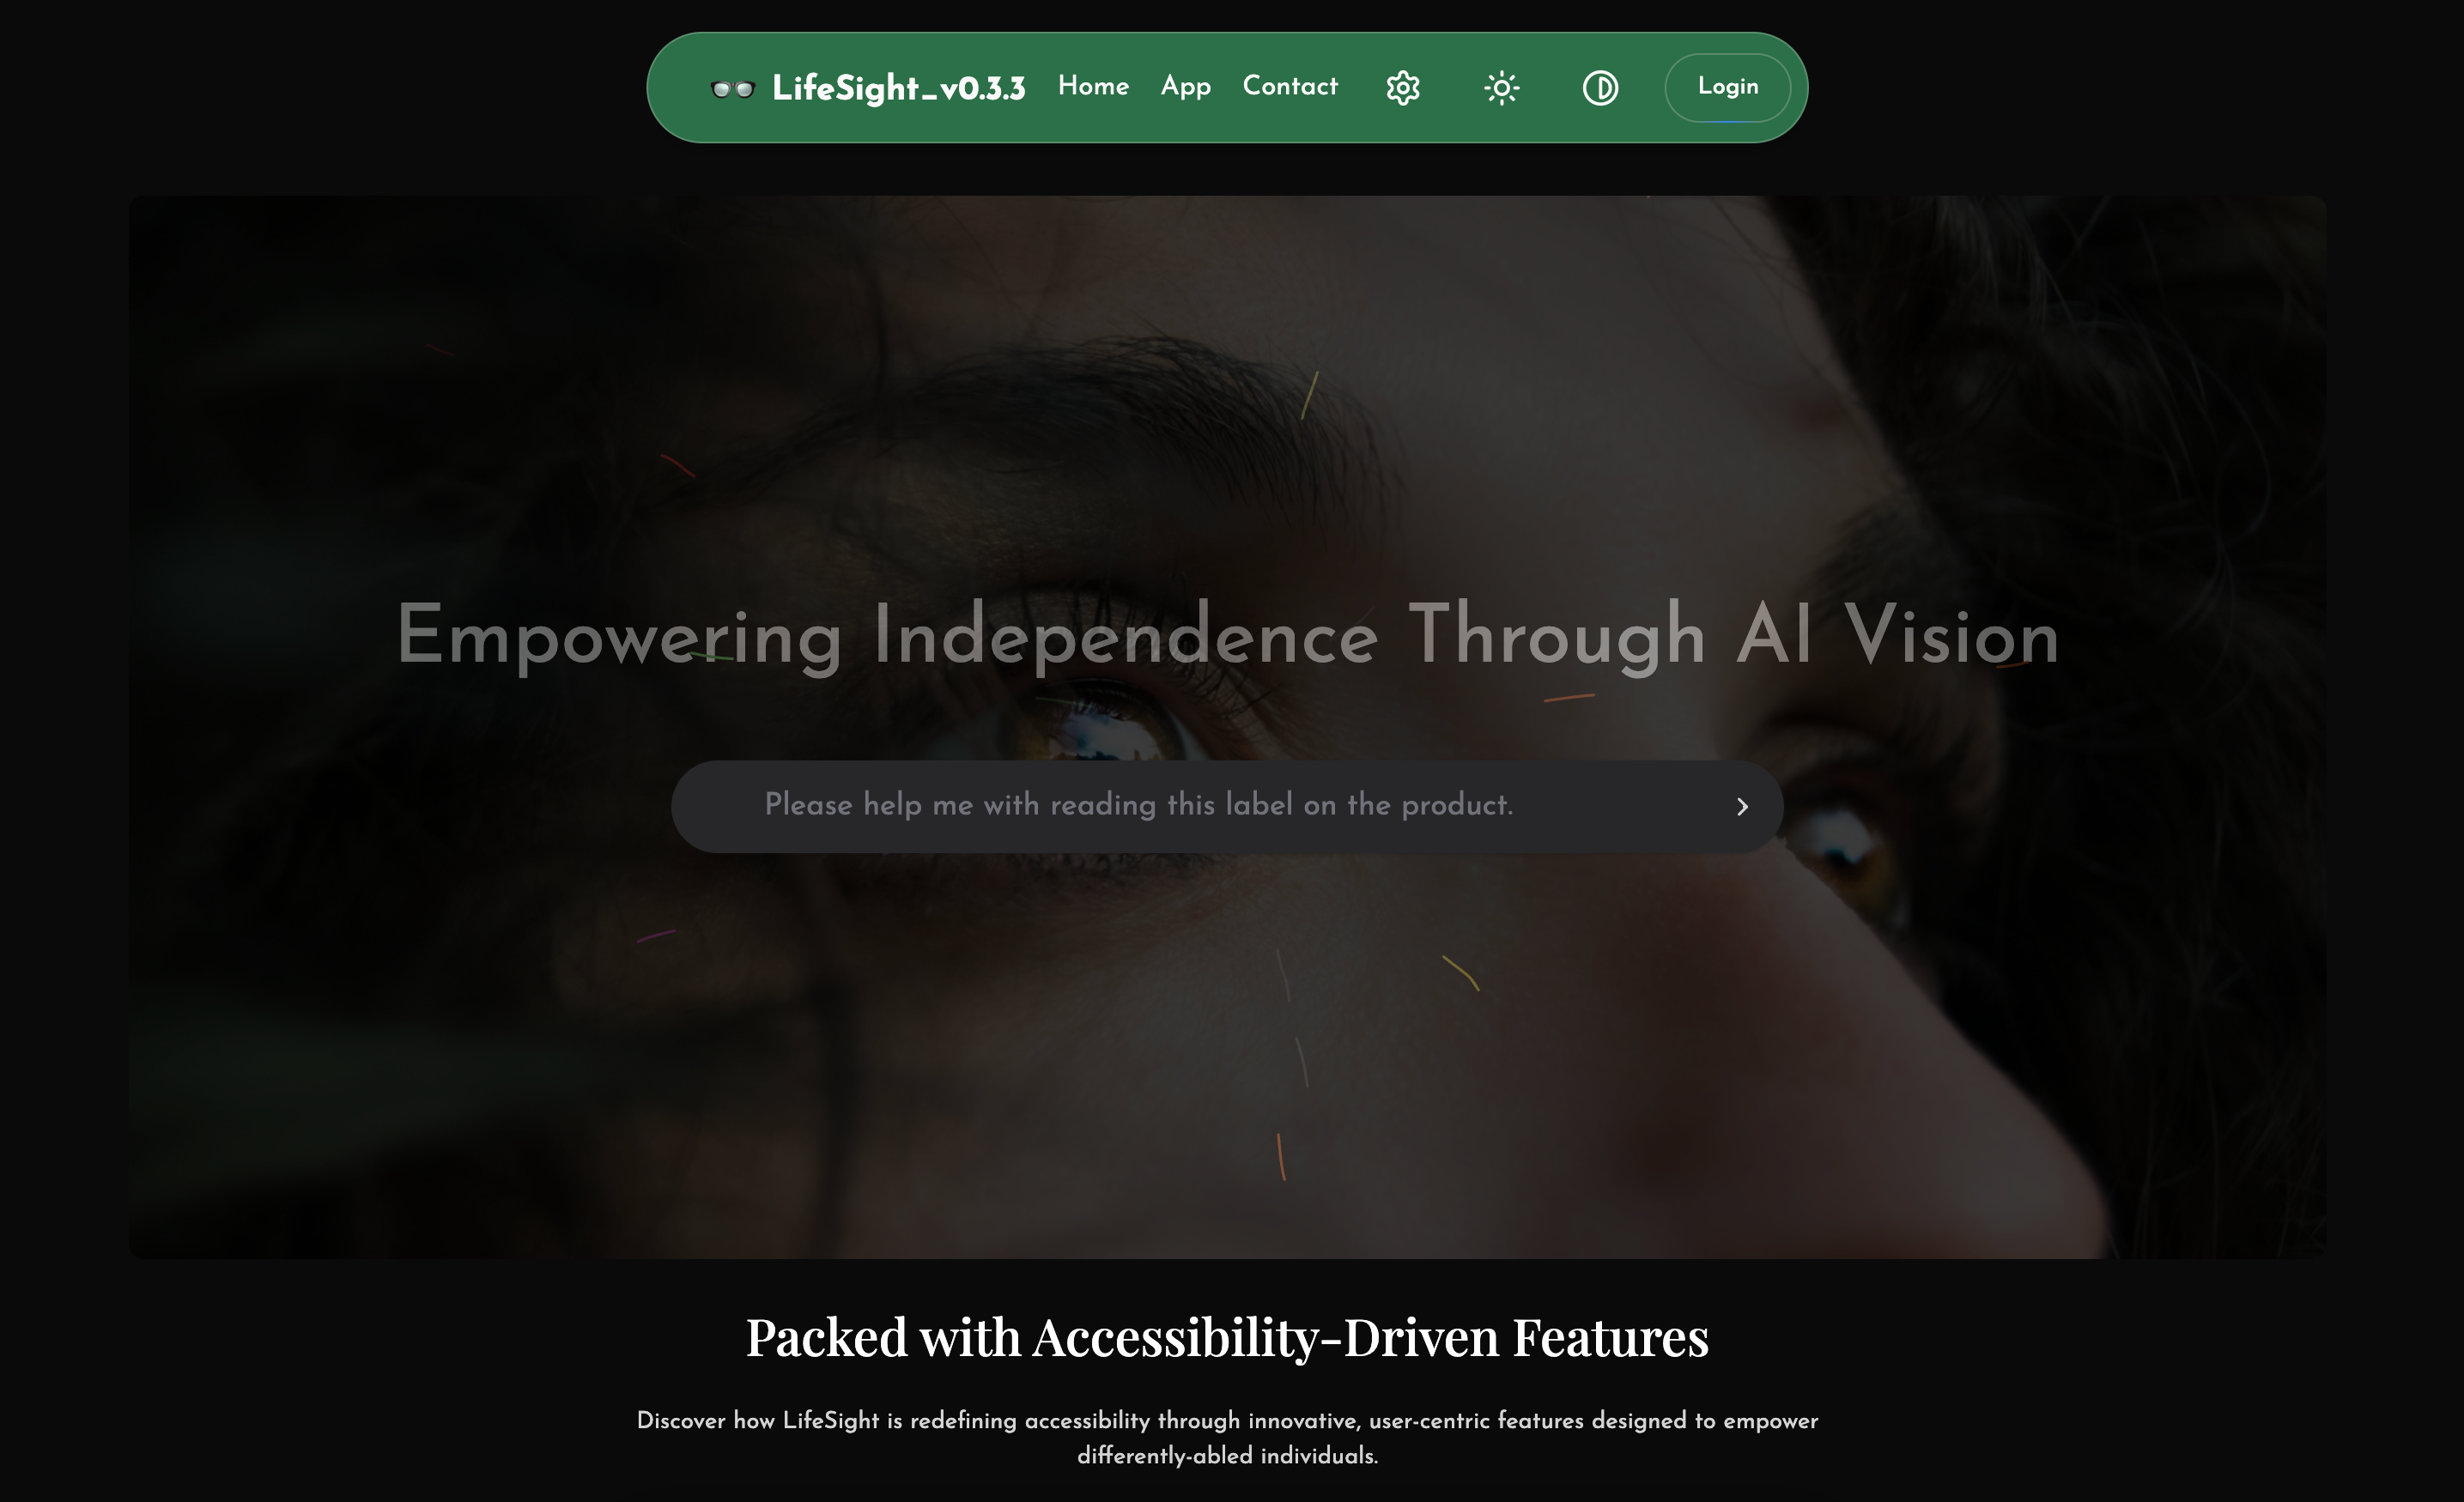 LifeSight_v0.3.3 Home App Contact Login
Empowering Independence Through AI Vision
Please help me with reading this label on the product.
Packed with Accessibility-Driven Features
Discover how LifeSight is redefining accessibility through innovative, user-centric features designed to empower
differently-abled individuals.